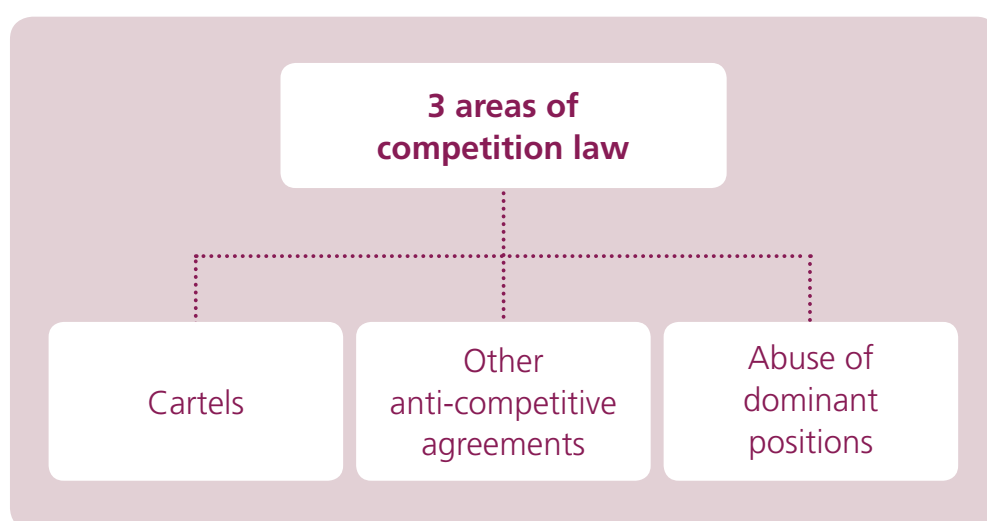 3 areas of
competition law
Cartels
Other
anti-competitive
agreements
Abuse of
dominant
positions